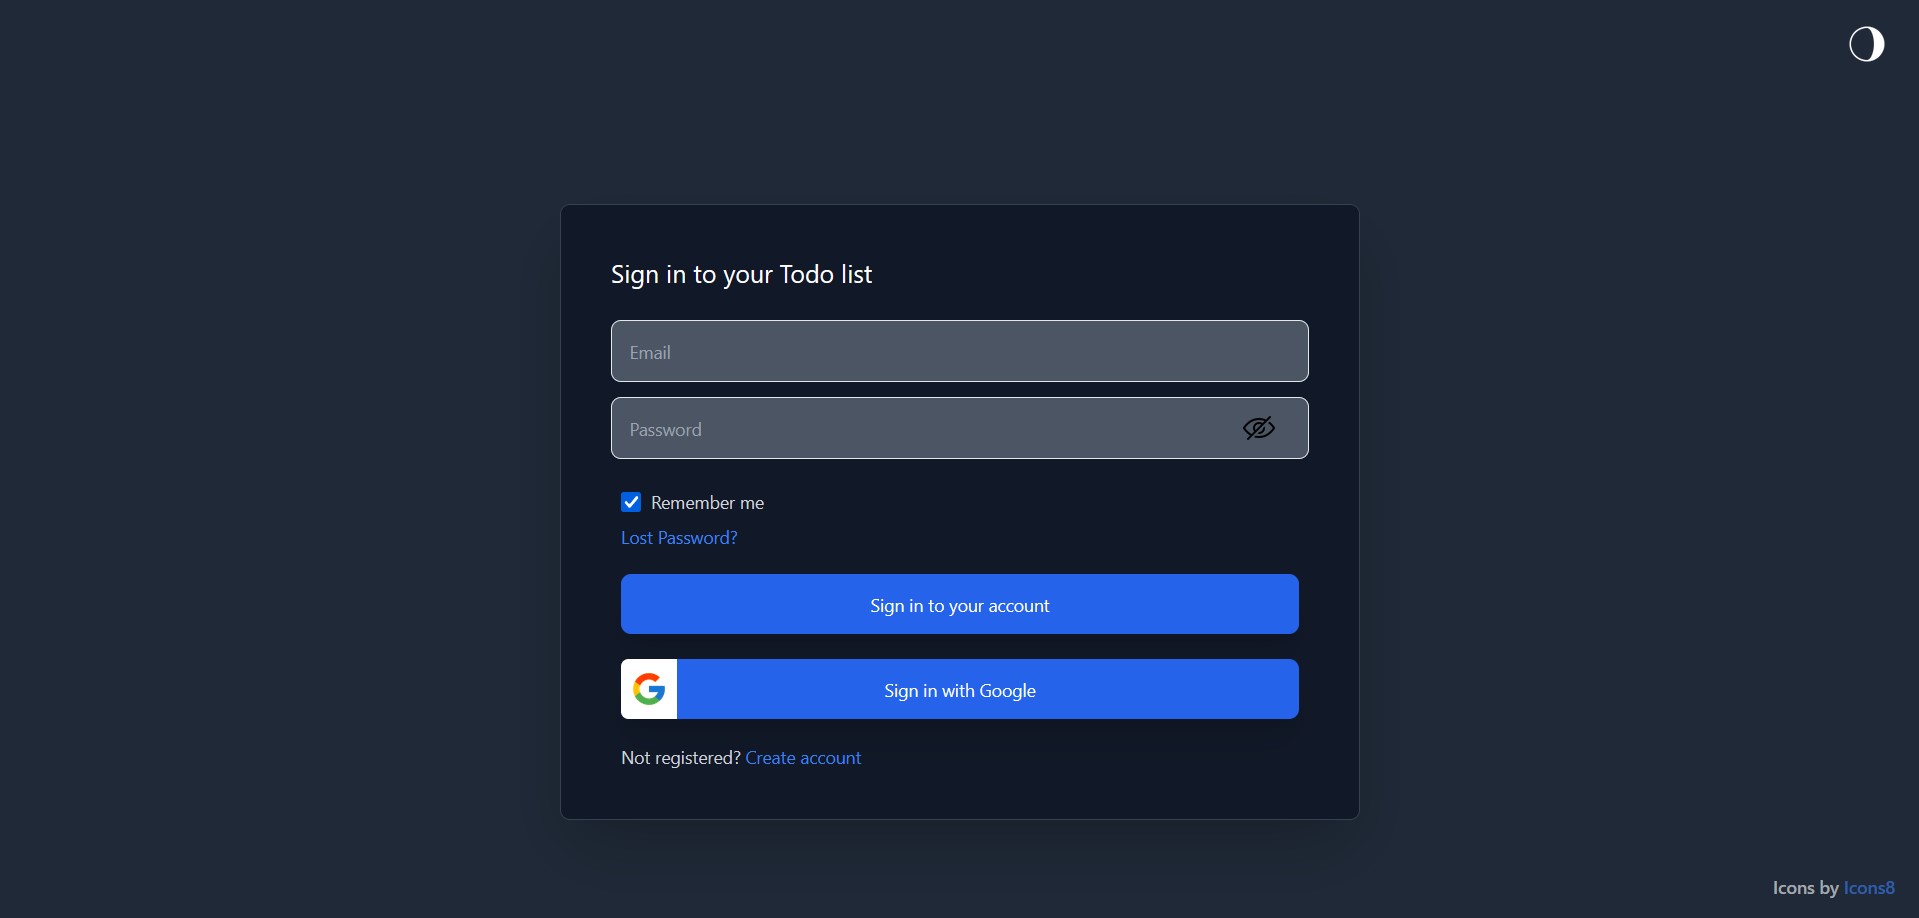 Sign in to your Todo list
Email
Password
Remember me
Lost Password?
Sign in to your account
Sign in with Google
Not registered? Create account
Icons by Icons8